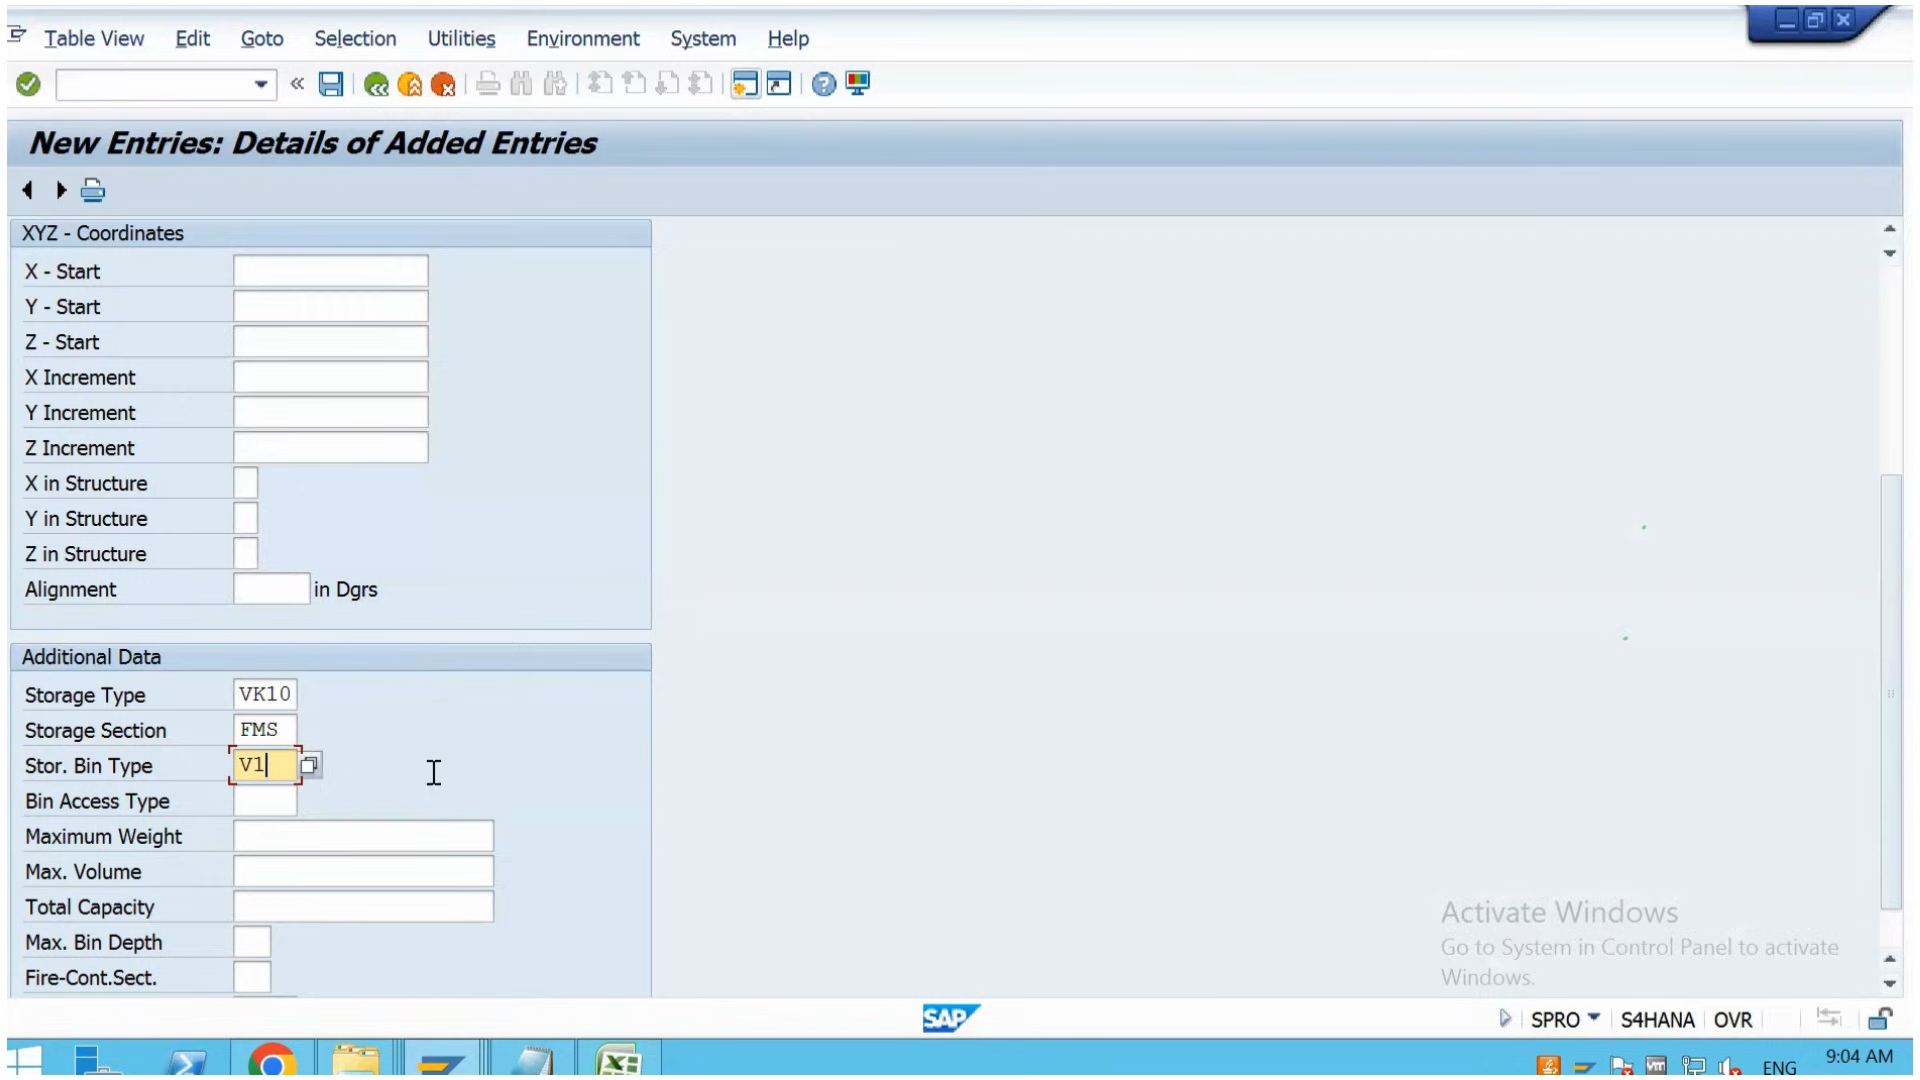 Table View Edit Goto Selection Utilities Environment System Help
New Entries: Details of Added Entries
XYZ - Coordinates
X - Start
Y - Start
Z - Start
X Increment
Y Increment
Z Increment
X in Structure
Y in Structure
Z in Structure
Alignment in Dgrs
Additional Data
Storage Type VK10
Storage Section FMS
Stor. Bin Type V1
Bin Access Type
Maximum Weight
Max. Volume
Total Capacity
Max. Bin Depth
Fire-Cont.Sect.
Activate Windows
Go to System in Control Panel to activate
Windows.
SAP SPRO S4HANA OVR
ENG 9:04 AM